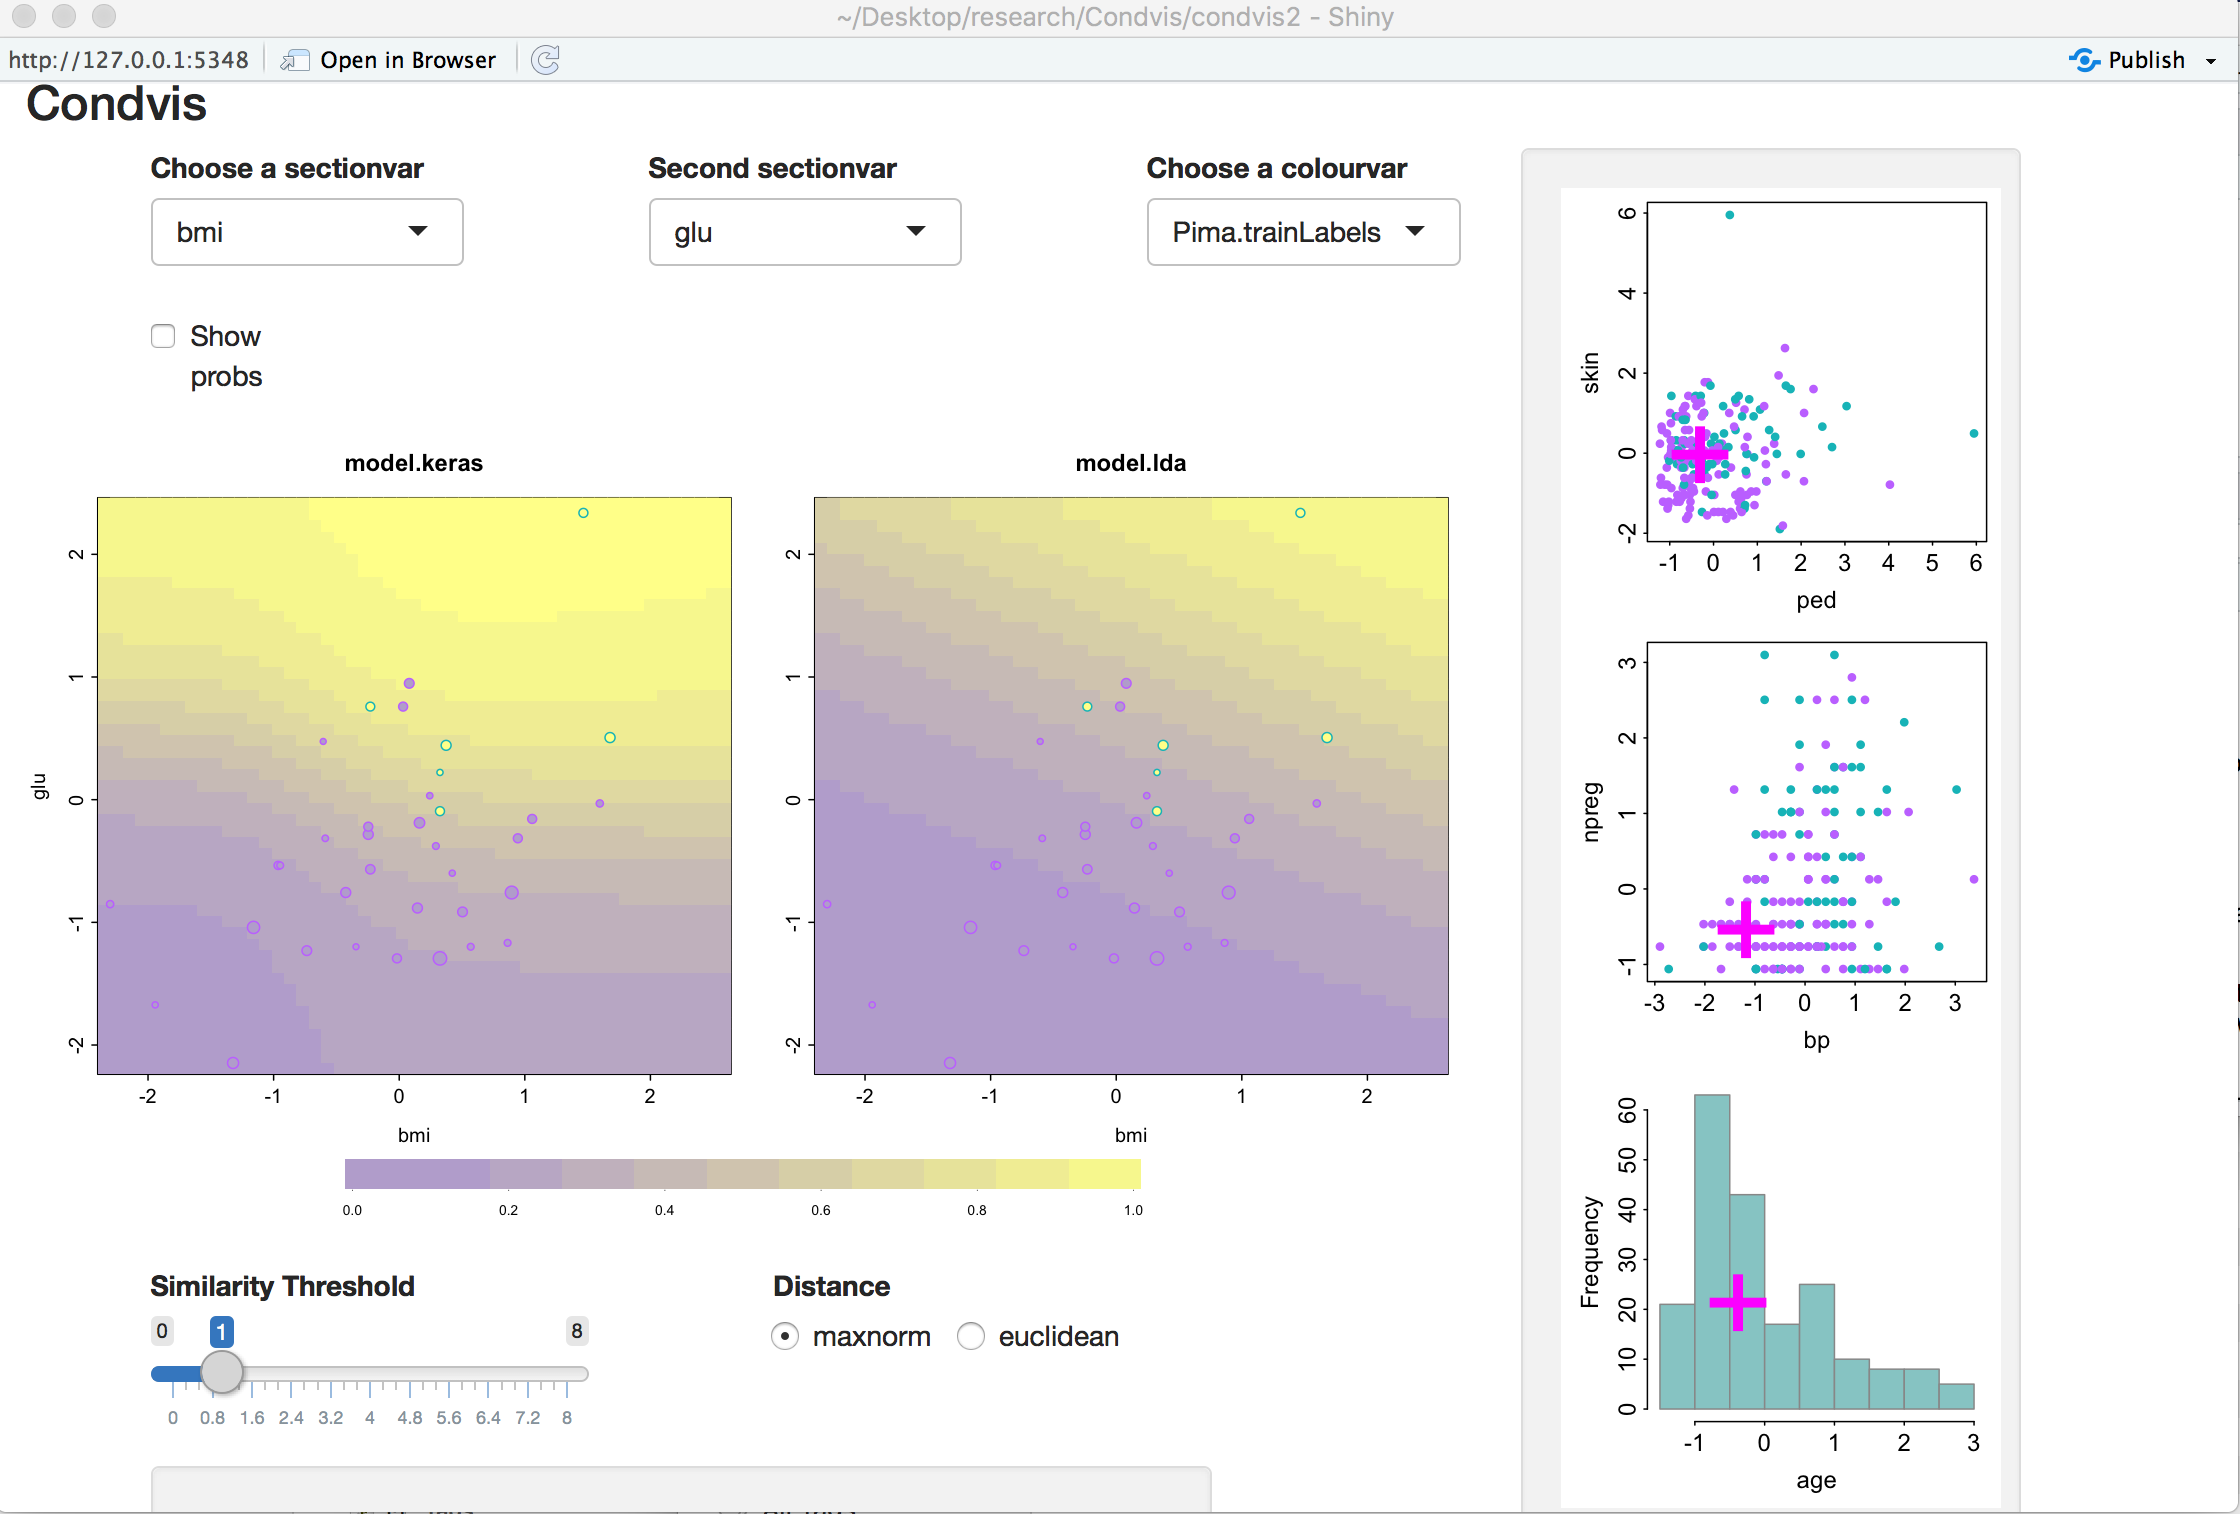 ~/Desktop/research/Condvis/condvis2 - Shiny
http://127.0.0.1:5348 Open in Browser Publish
Condvis
Choose a sectionvar Second sectionvar Choose a colourvar
bmi glu Pima.trainLabels
Show
probs
model.keras model.lda
glu
2
1
0
-1
-2
-2 -1 0 1 2
bmi
2
1
0
-1
-2
-2 -1 0 1 2
bmi
0.0 0.2 0.4 0.6 0.8 1.0
Similarity Threshold
0 1 8
0 0.8 1.6 2.4 3.2 4 4.8 5.6 6.4 7.2 8
Distance
maxnorm euclidean
skin
6
4
2
0
-2
-1 0 1 2 3 4 5 6
ped
npreg
3
2
1
0
-1
-3 -2 -1 0 1 2 3
bp
Frequency
60
50
40
30
20
10
0
-1 0 1 2 3
age